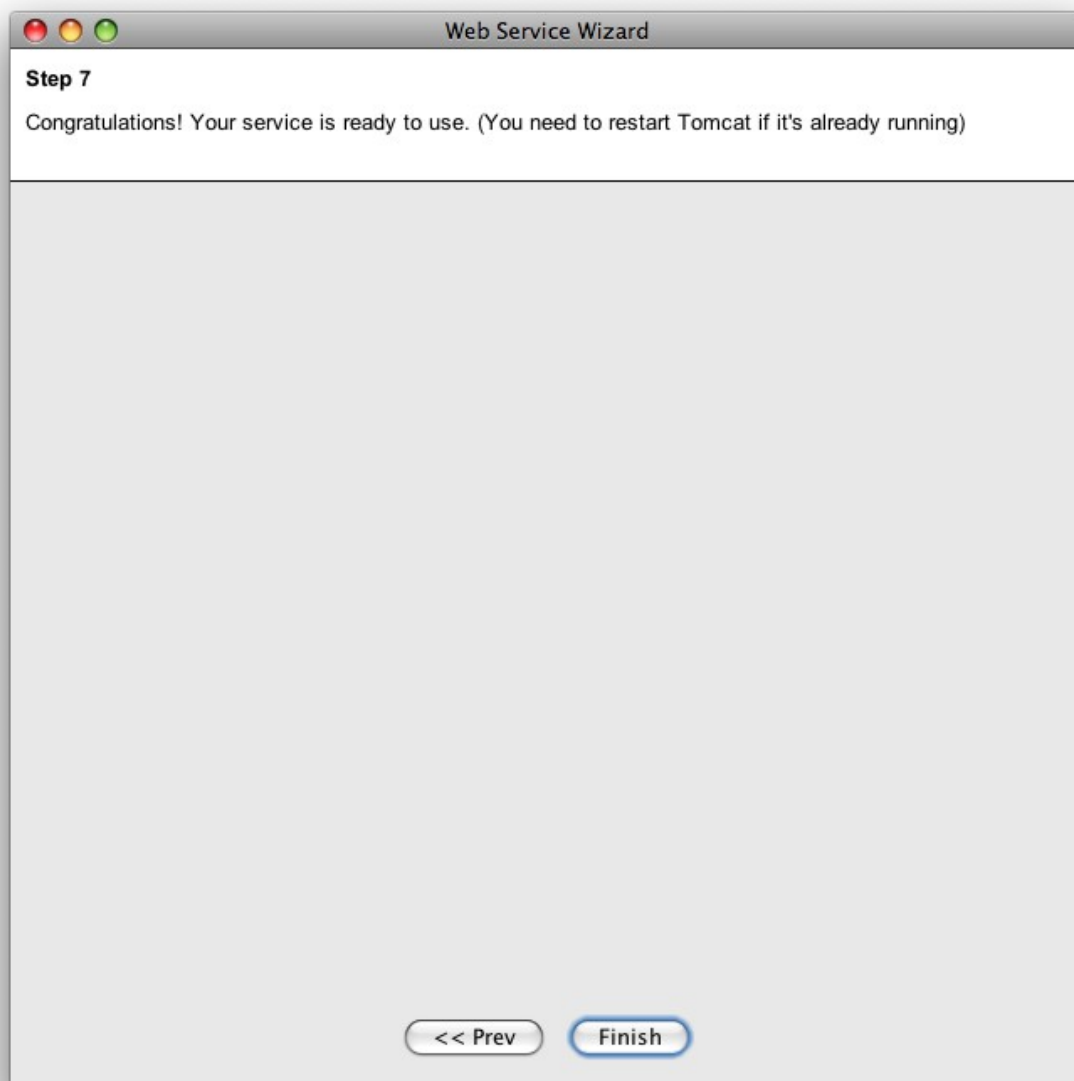 Web Service Wizard
Step 7
Congratulations! Your service is ready to use. (You need to restart Tomcat if it's already running)
<< Prev
Finish